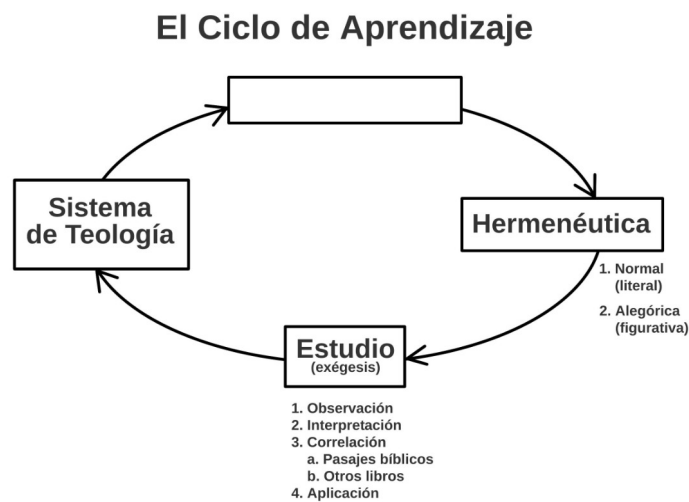 El Ciclo de Aprendizaje
Sistema
de Teología
Hermenéutica
1. Normal
(literal)
2. Alegórica
(figurativa)
Estudio
(exégesis)
1. Observación
2. Interpretación
3. Correlación
a. Pasajes bíblicos
b. Otros libros
4. Aplicación